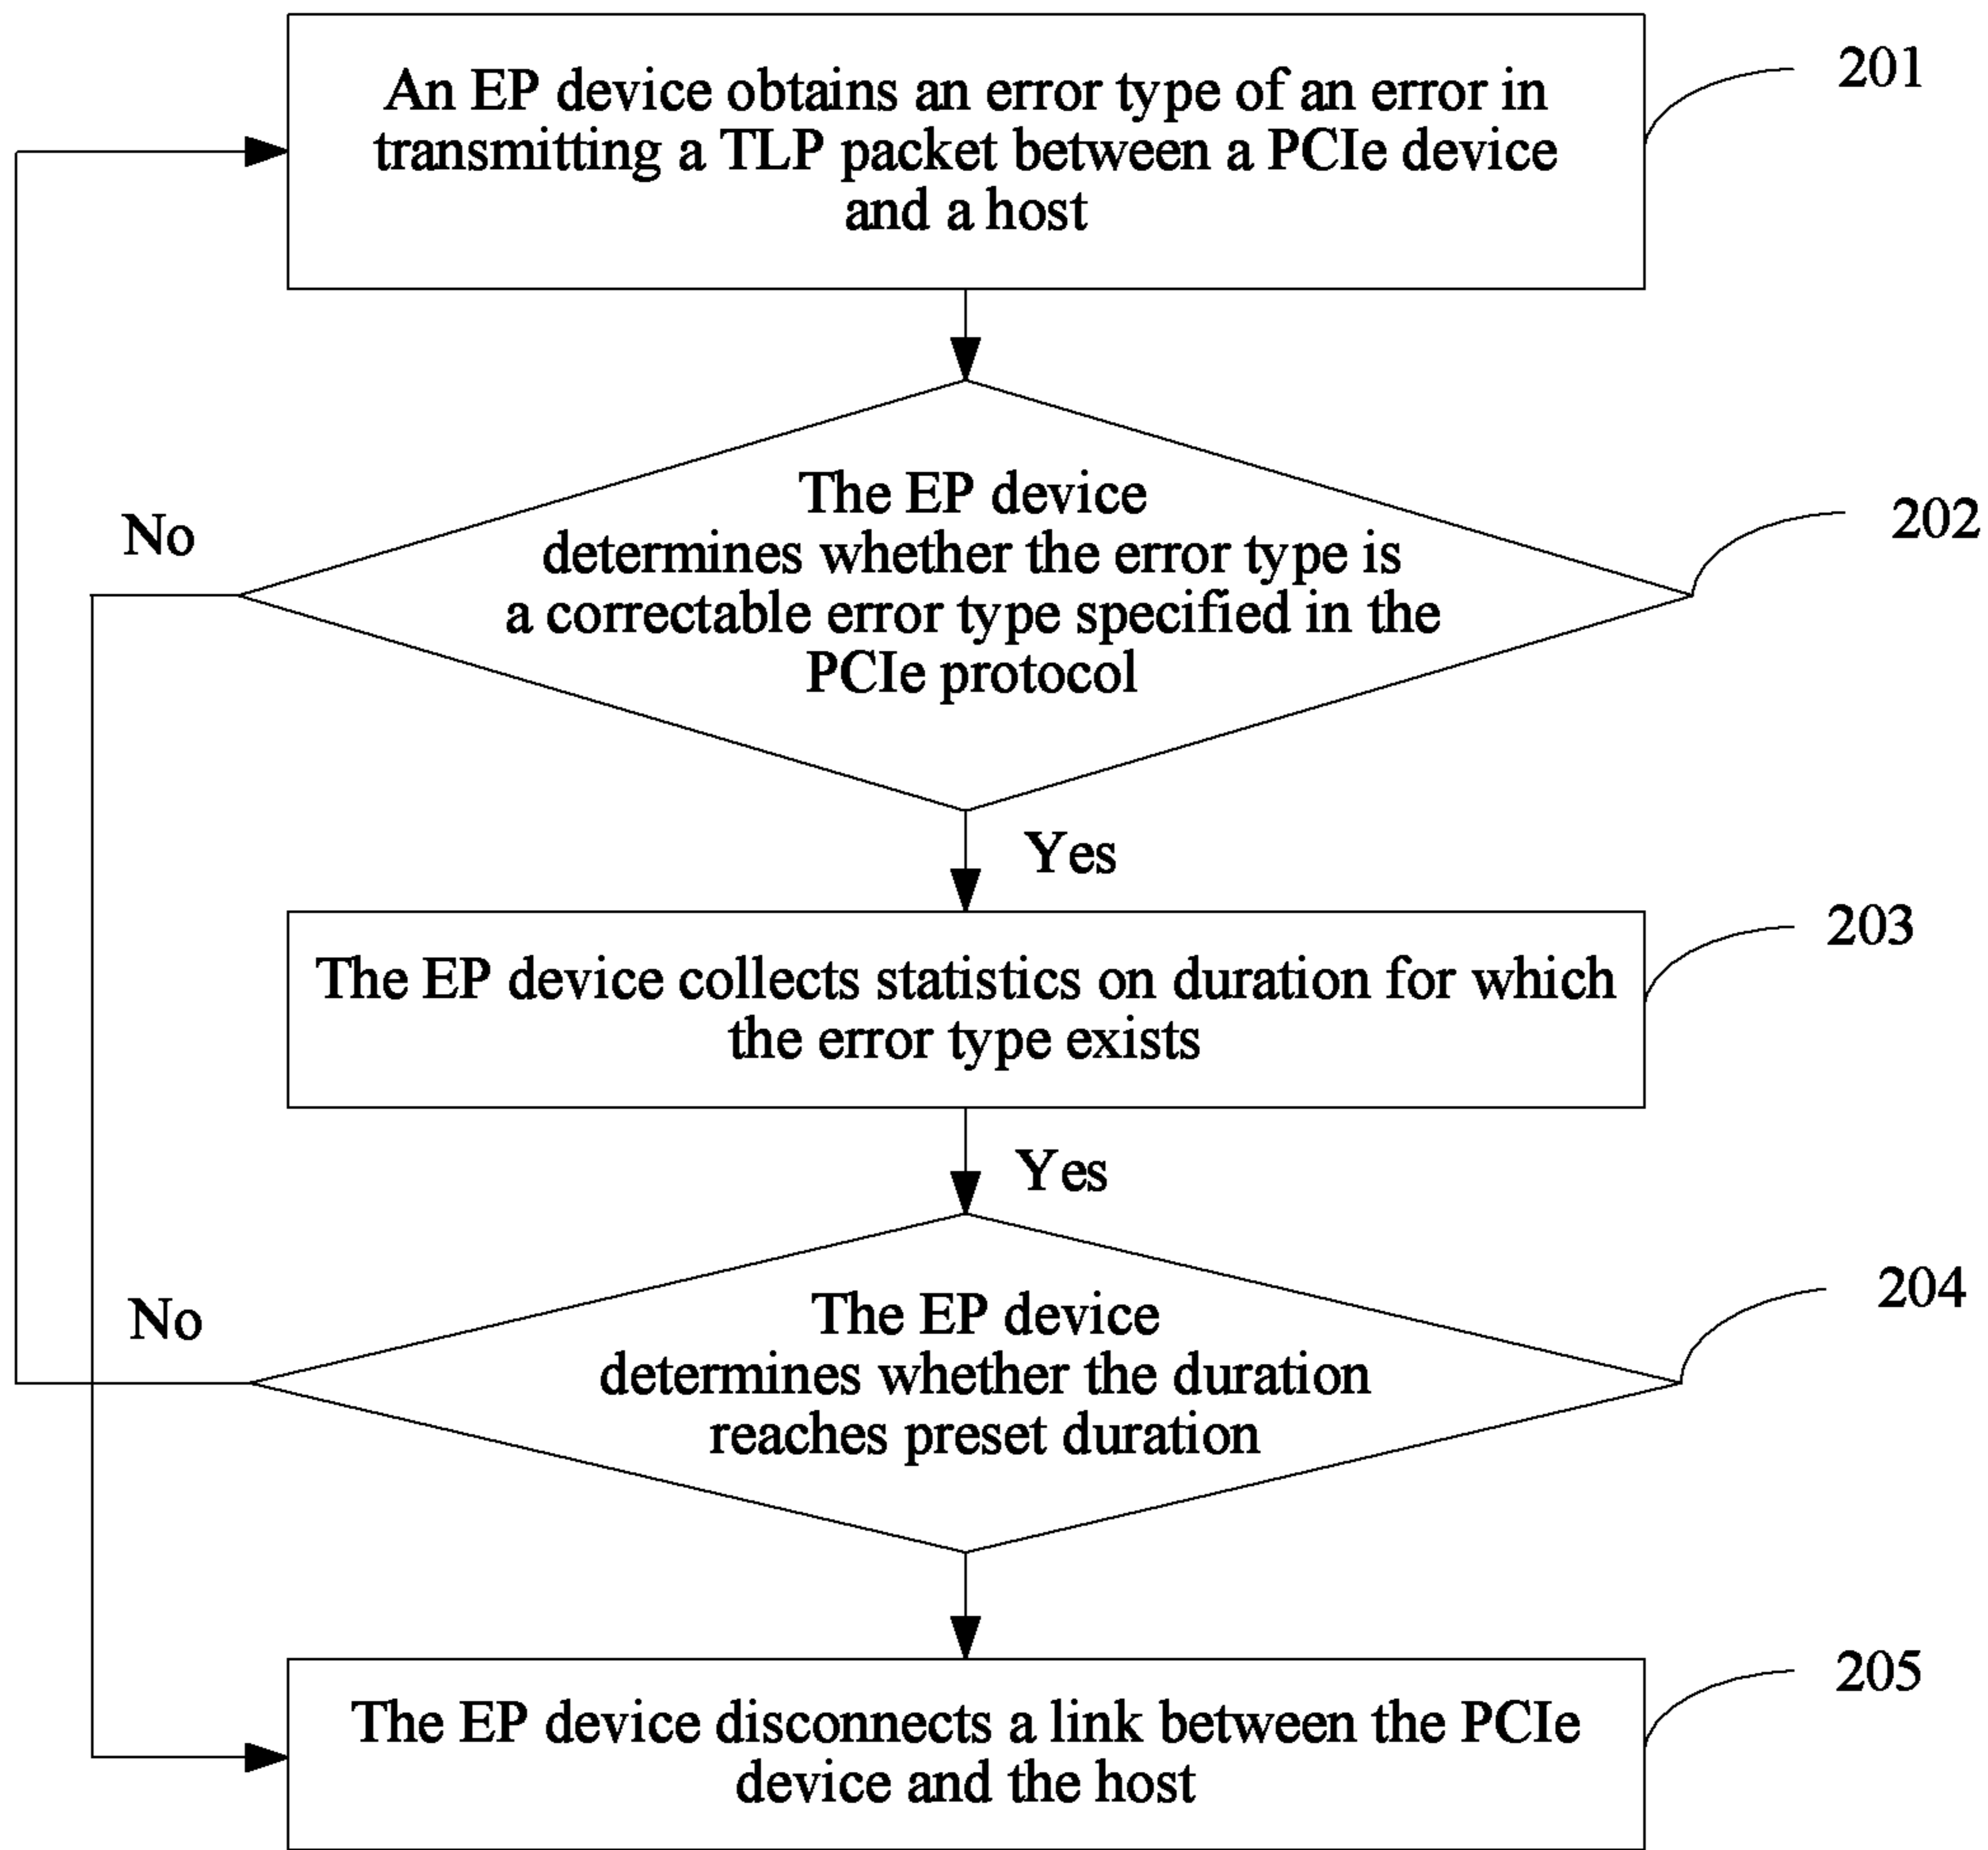 An EP device obtains an error type of an error in
transmitting a TLP packet between a PCIe device
and a host
201
The EP device
determines whether the error type is
a correctable error type specified in the
PCIe protocol
202
No
Yes
The EP device collects statistics on duration for which
the error type exists
203
Yes
The EP device
determines whether the duration
reaches preset duration
204
No
The EP device disconnects a link between the PCIe
device and the host
205